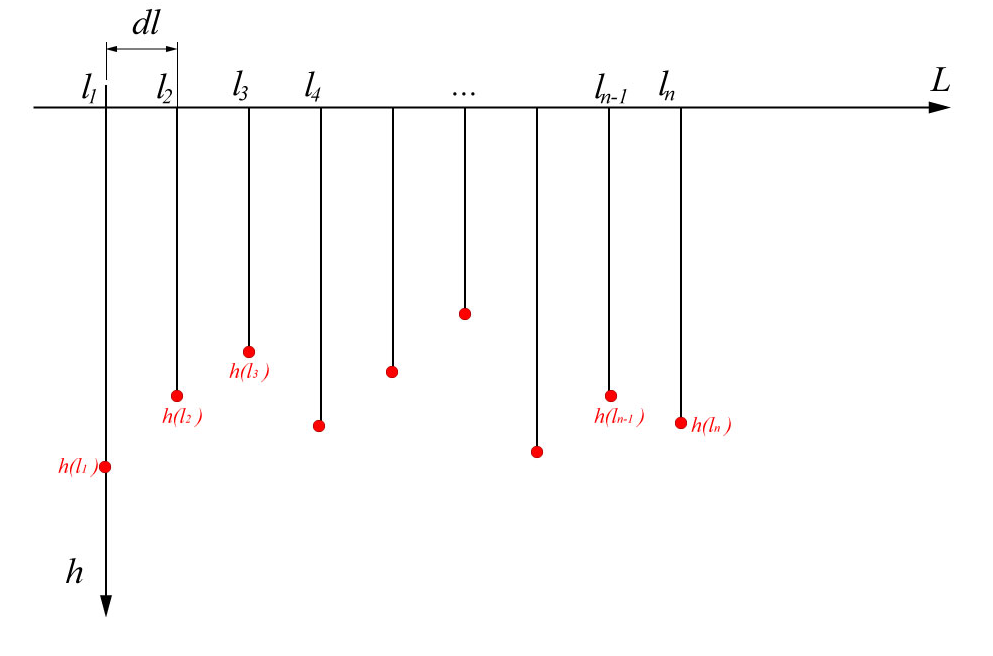 dl
l1 l2 l3 l4 ... ln-1 ln L
h(l3)
h(l2) h(ln-1) h(ln)
h(l1)
h